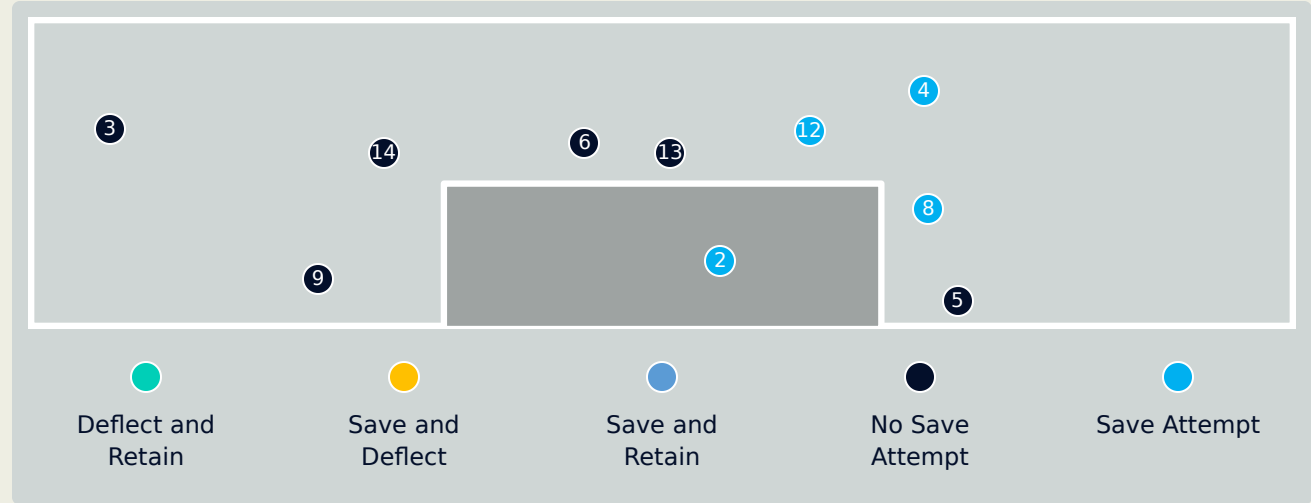 4
3
12
6
14
13
8
2
9
5
Deflect and
Retain
Save and
Deflect
Save and
Retain
No Save
Attempt
Save Attempt